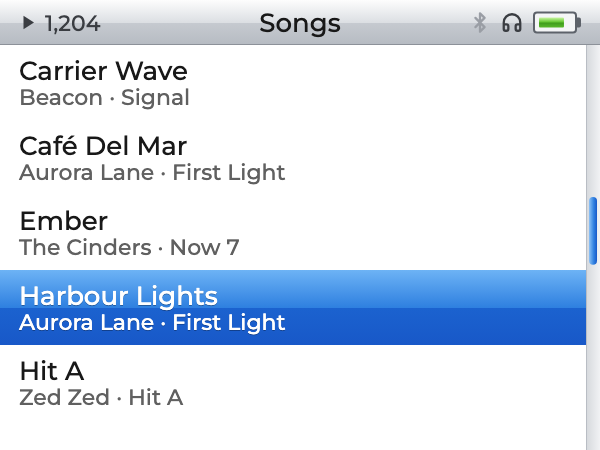 1,204
Songs
Carrier Wave
Beacon · Signal
Café Del Mar
Aurora Lane · First Light
Ember
The Cinders · Now 7
Harbour Lights
Aurora Lane · First Light
Hit A
Zed Zed · Hit A